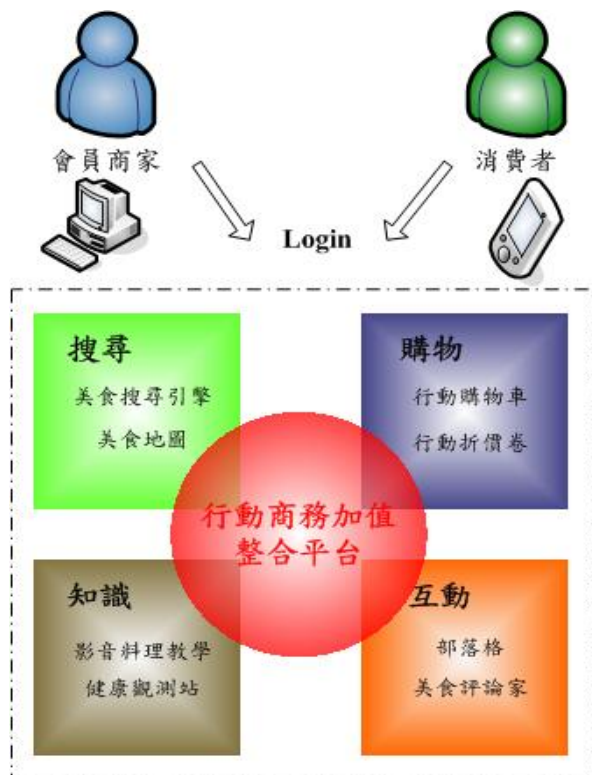 會員商家
消費者
Login
搜尋
美食搜尋引擎
美食地圖
購物
行動購物車
行動折價卷
行動商務加值
整合平台
知識
影音料理教學
健康觀測站
互動
部落格
美食評論家